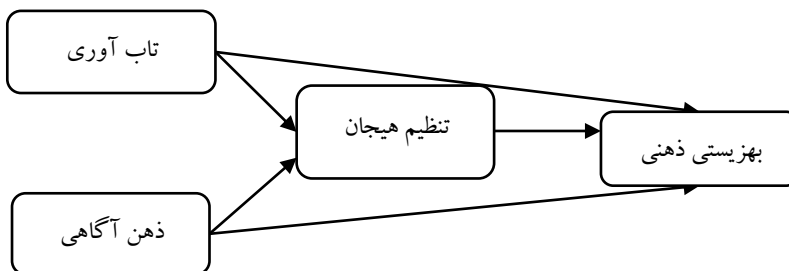 تاب آوری
تنظیم هیجان
بهزیستی ذهنی
ذهن آگاهی